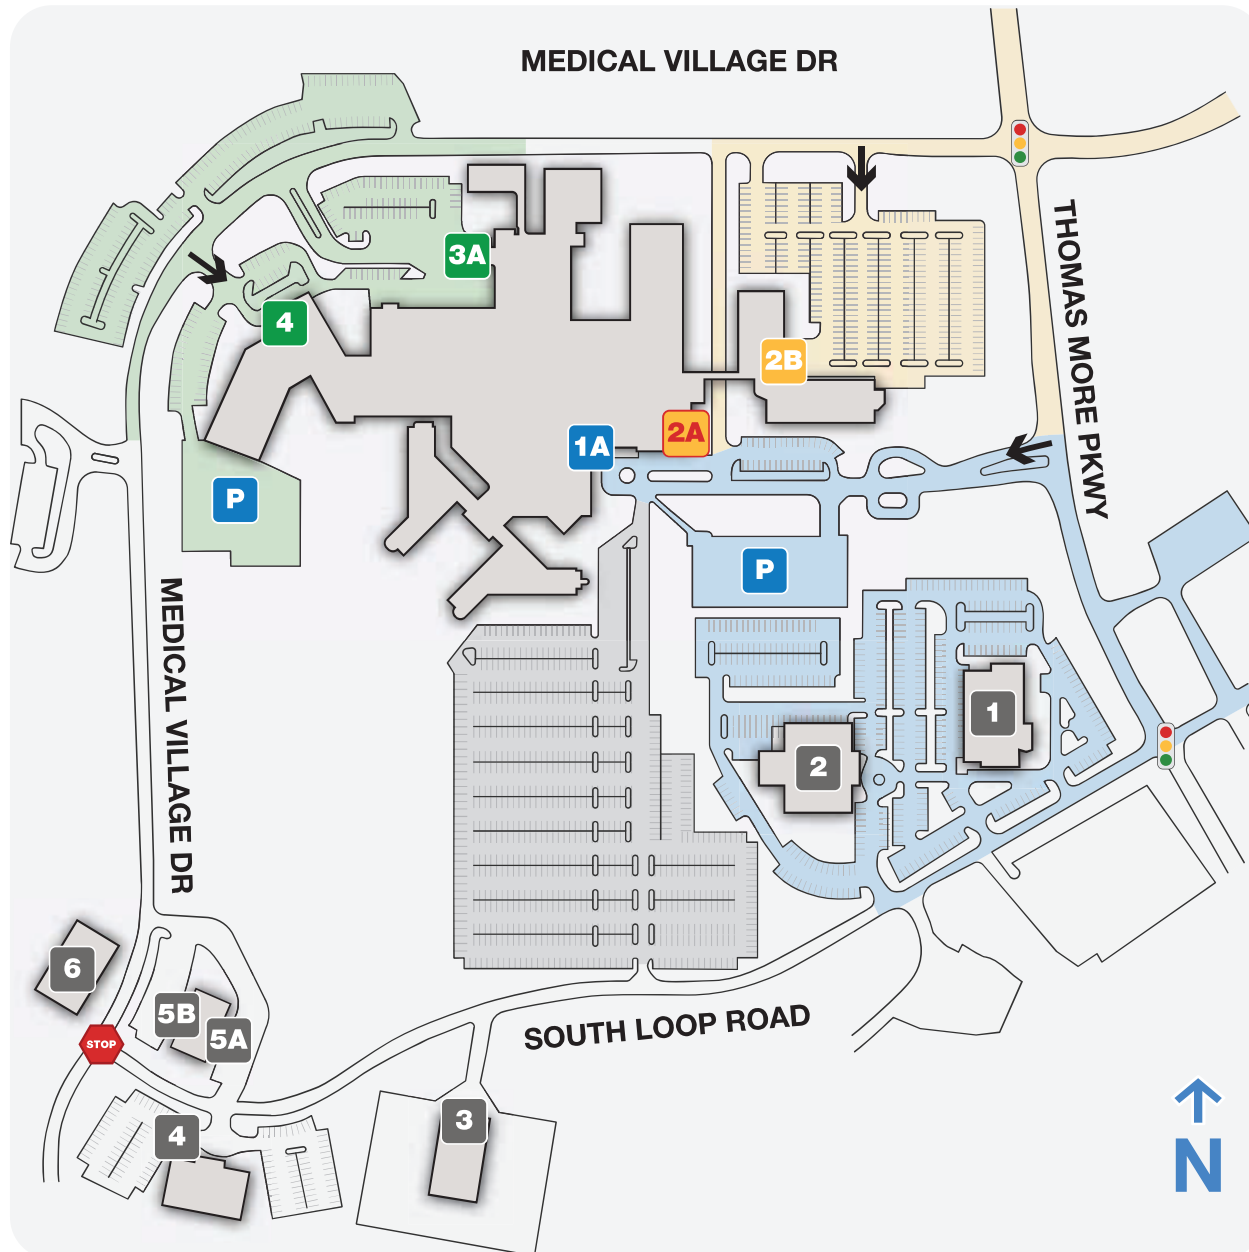 MEDICAL VILLAGE DR
THOMAS MORE PKWY
3A
4
2B
2A
1A
P
P
MEDICAL VILLAGE DR
1
2
6
5B
5A
STOP
SOUTH LOOP ROAD
3
4
N